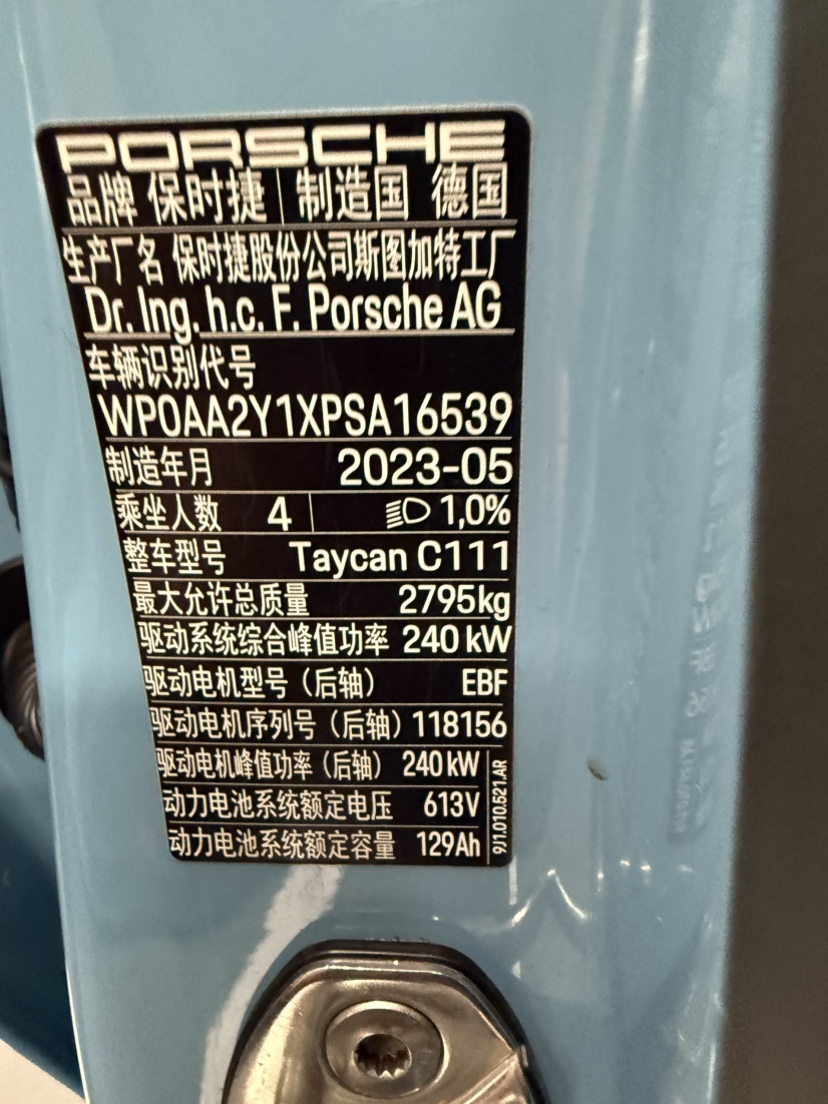 PORSCHE
品牌 保时捷 制造国 德国
生产厂名 保时捷股份公司斯图加特工厂
Dr. Ing. h.c. F. Porsche AG
车辆识别代号
WP0AA2Y1XPSA16539
制造年月 2023-05
乘坐人数 4 1,0%
整车型号 Taycan C111
最大允许总质量 2795kg
驱动系统综合峰值功率 240 kW
驱动电机型号（后轴） EBF
驱动电机序列号（后轴） 118156
驱动电机峰值功率（后轴） 240 kW
动力电池系统额定电压 613V
动力电池系统额定容量 129Ah
9J1.010.521.AR